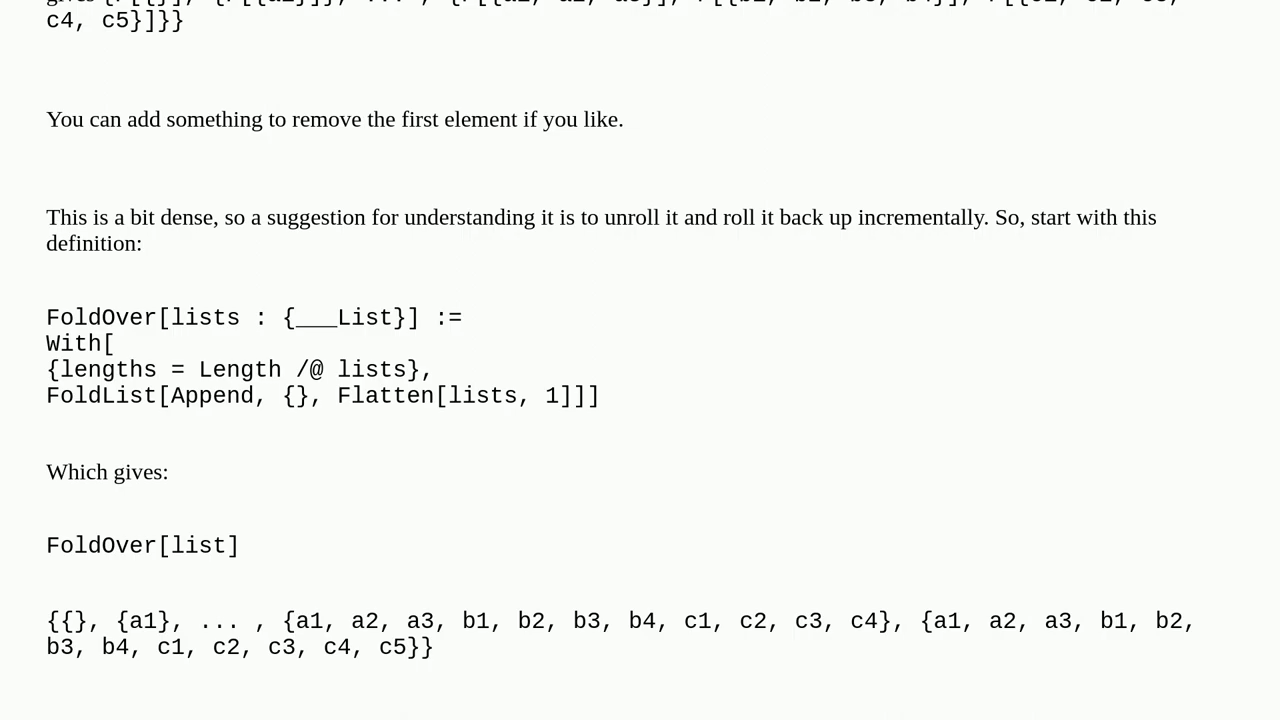 c4, c5}]}}
You can add something to remove the first element if you like.
This is a bit dense, so a suggestion for understanding it is to unroll it and roll it back up incrementally. So, start with this
definition:
FoldOver[lists : {___List}] :=
With[
{lengths = Length /@ lists},
FoldList[Append, {}, Flatten[lists, 1]]]
Which gives:
FoldOver[list]
{{}, {a1}, ... , {a1, a2, a3, b1, b2, b3, b4, c1, c2, c3, c4}, {a1, a2, a3, b1, b2,
b3, b4, c1, c2, c3, c4, c5}}